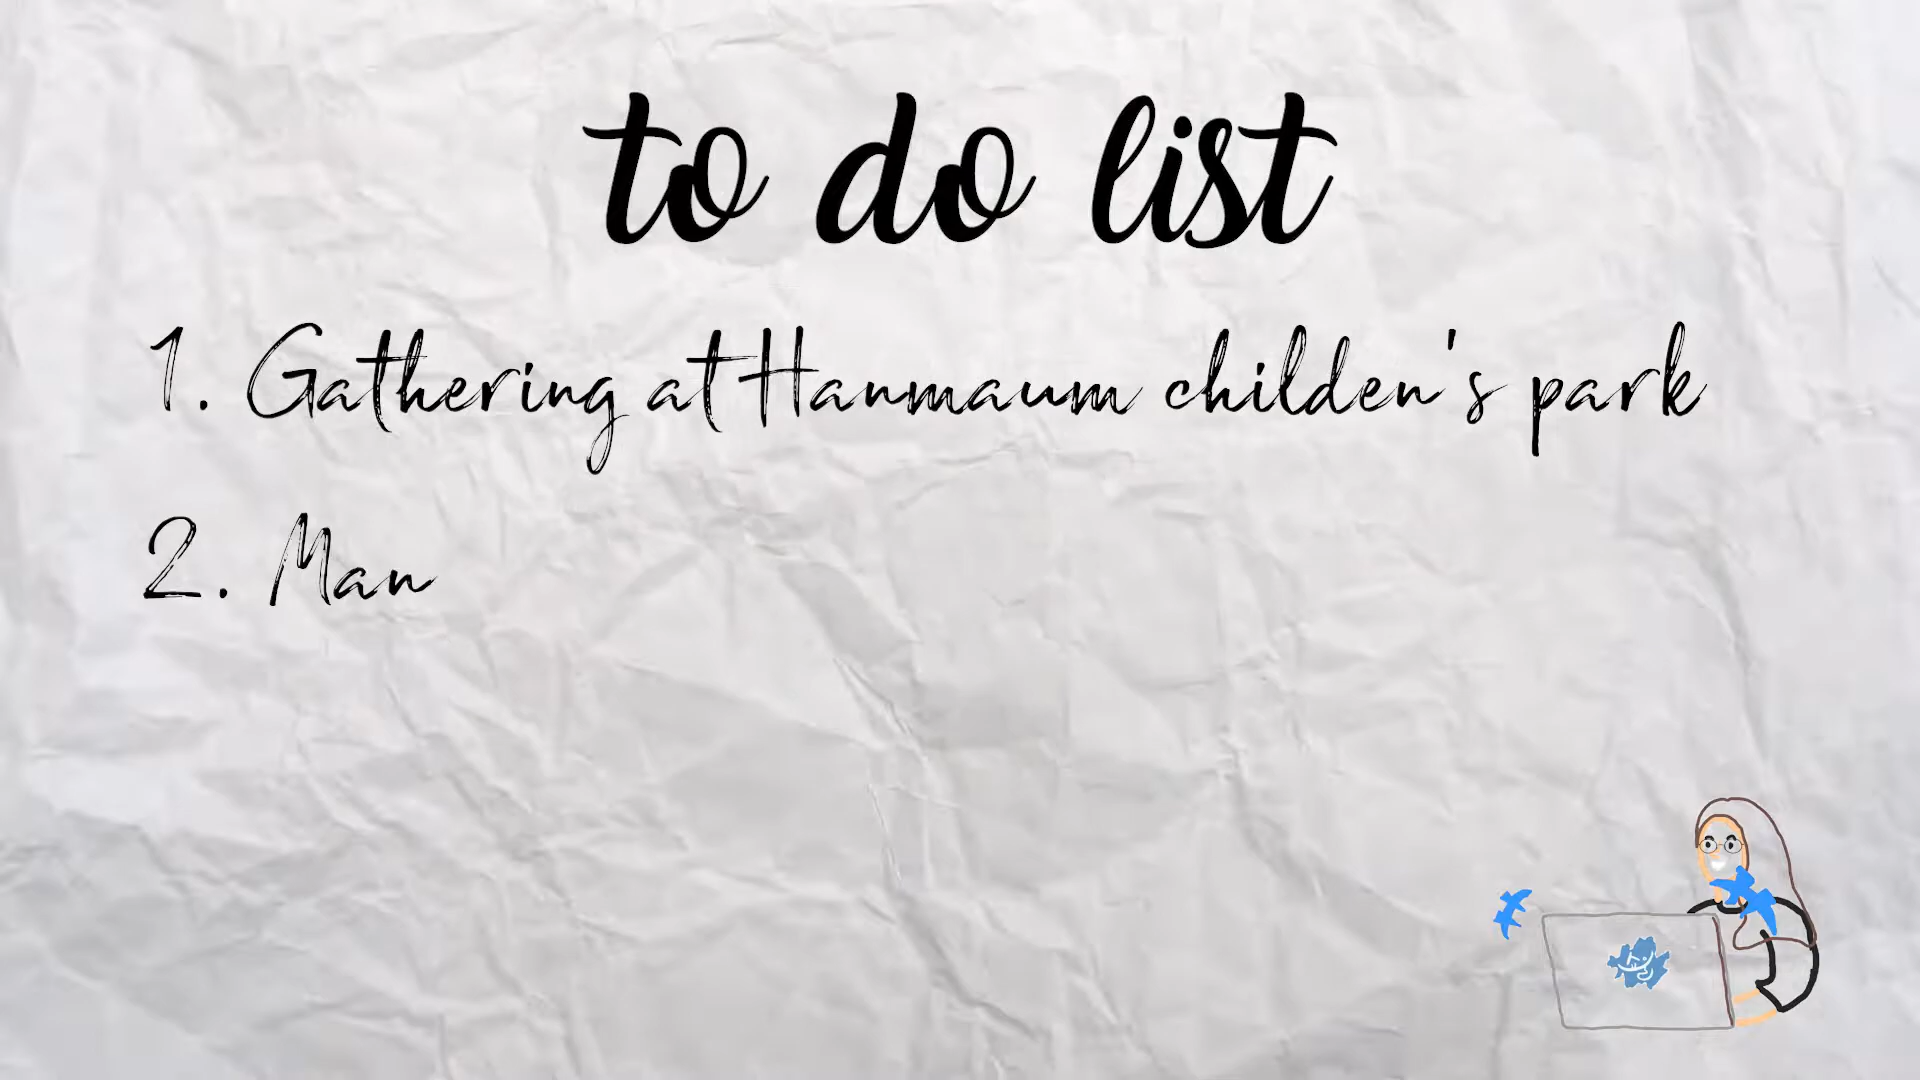 to do list
1. Gathering at Hanmaum childen's park
2. Man